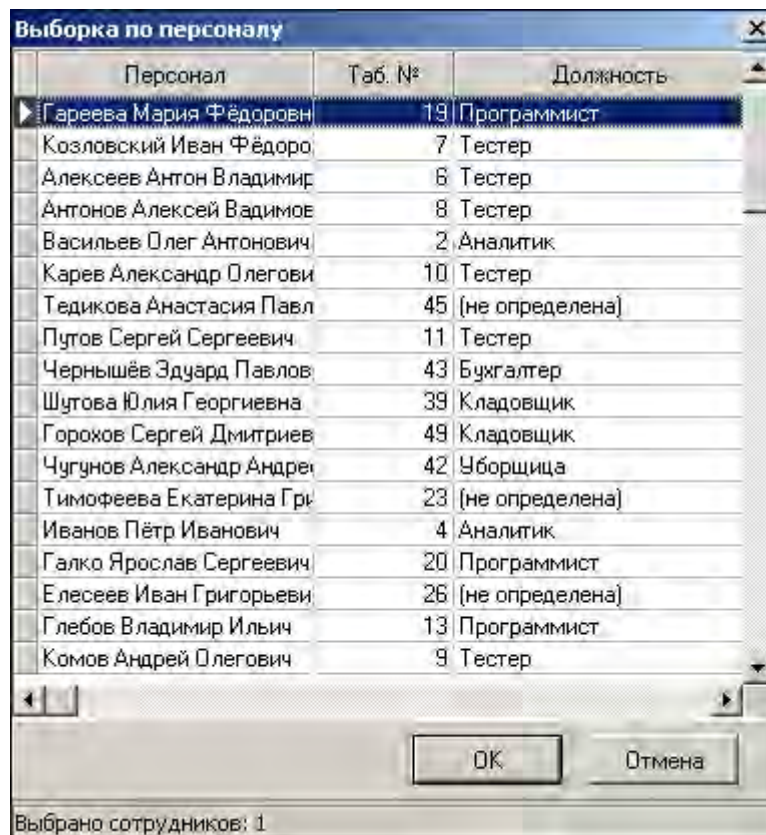 Выборка по персоналу
Персонал Таб. № Должность
Гареева Мария Фёдоровн 19 Программист
Козловский Иван Фёдоро 7 Тестер
Алексеев Антон Владимир 6 Тестер
Антонов Алексей Вадимов 8 Тестер
Васильев Олег Антонович 2 Аналитик
Карев Александр Олегови 10 Тестер
Тедикова Анастасия Павл 45 (не определена)
Путов Сергей Сергеевич 11 Тестер
Чернышёв Эдуард Павлов 43 Бухгалтер
Шутова Юлия Георгиевна 39 Кладовщик
Горохов Сергей Дмитриев 49 Кладовщик
Чугунов Александр Андре 42 Уборщица
Тимофеева Екатерина Гри 23 (не определена)
Иванов Пётр Иванович 4 Аналитик
Галко Ярослав Сергеевич 20 Программист
Елесеев Иван Григорьеви 26 (не определена)
Глебов Владимир Ильич 13 Программист
Комов Андрей Олегович 9 Тестер
OK Отмена
Выбрано сотрудников: 1